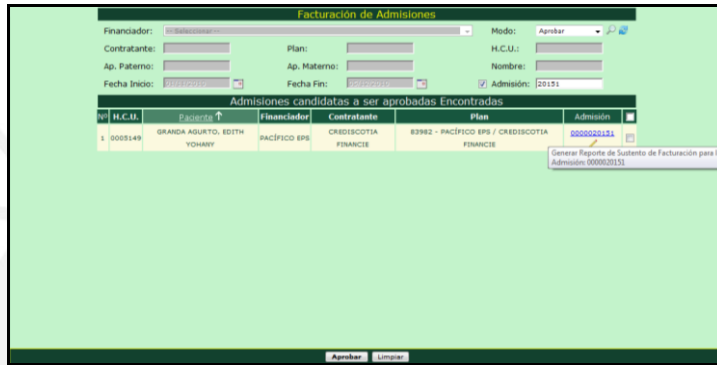 Facturación de Admisiones
Financiador: -- Seleccionar -- Modo: Aprobar
Contratante: Plan: H.C.U.:
Ap. Paterno: Ap. Materno: Nombre:
Fecha Inicio: Fecha Fin: Admisión: 20151
Admisiones candidatas a ser aprobadas Encontradas
Nº H.C.U. Paciente ↑ Financiador Contratante Plan Admisión
1 0005149 GRANDA AGURTO, EDITH YOHANY PACÍFICO EPS CREDISCOTIA FINANCIE 83982 - PACÍFICO EPS / CREDISCOTIA FINANCIE 0000020151
Generar Reporte de Sustento de Facturación para
Admisión: 0000020151
Aprobar Limpiar